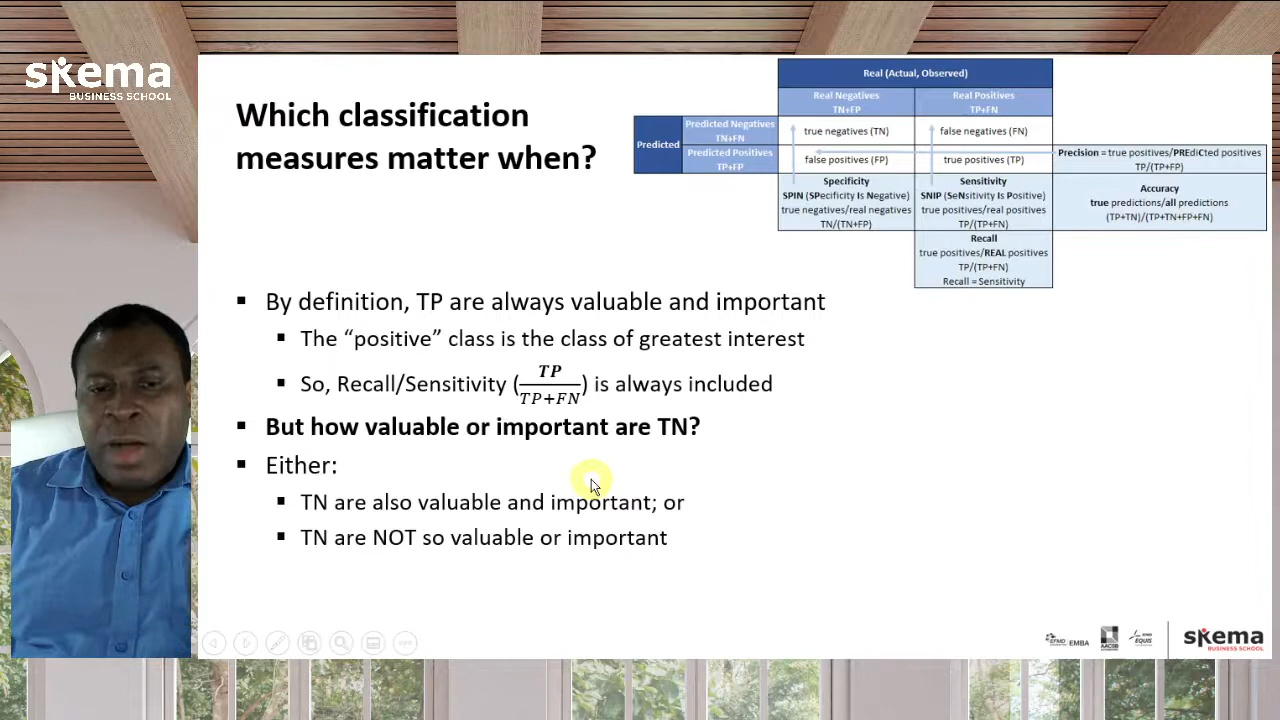 skema
BUSINESS SCHOOL
Which classification
measures matter when?
Real (Actual, Observed)
Real Negatives
TN+FP
Real Positives
TP+FN
Predicted
Predicted Negatives
TN+FN
true negatives (TN)
false negatives (FN)
Predicted Positives
TP+FP
false positives (FP)
true positives (TP)
Precision = true positives/PREdiCted positives
TP/(TP+FP)
Specificity
SPIN (SPecificity Is Negative)
true negatives/real negatives
TN/(TN+FP)
Sensitivity
SNIP (SeNsitivity Is Positive)
true positives/real positives
TP/(TP+FN)
Accuracy
true predictions/all predictions
(TP+TN)/(TP+TN+FP+FN)
Recall
true positives/REAL positives
TP/(TP+FN)
Recall = Sensitivity
▪ By definition, TP are always valuable and important
▪ The “positive” class is the class of greatest interest
▪ So, Recall/Sensitivity (TP/TP+FN) is always included
▪ But how valuable or important are TN?
▪ Either:
▪ TN are also valuable and important; or
▪ TN are NOT so valuable or important
EMBA
AACSB
EQUIS
skema
BUSINESS SCHOOL